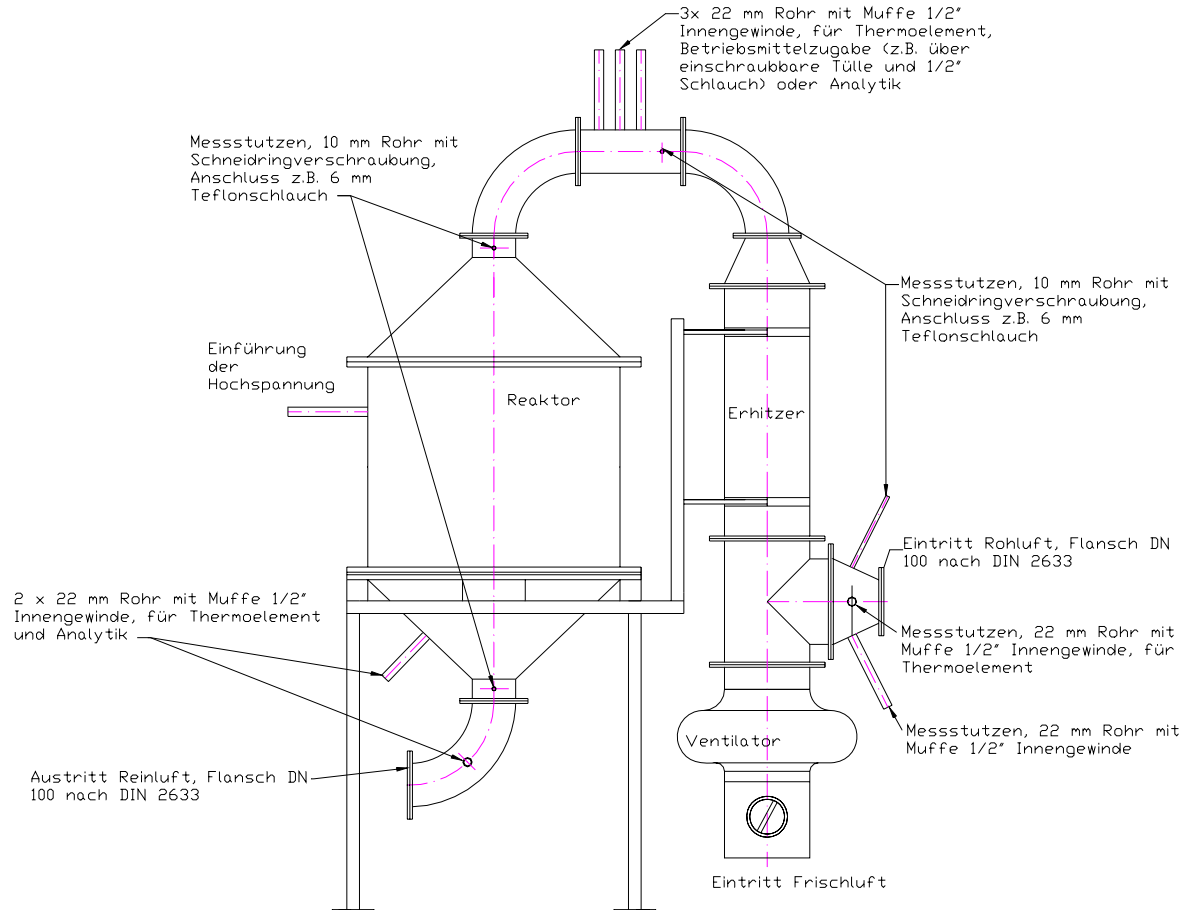 3x 22 mm Rohr mit Muffe 1/2"
Innengewinde, für Thermoelement,
Betriebsmittelzugabe (z.B. über
einschraubbare Tülle und 1/2"
Schlauch) oder Analytik
Messstutzen, 10 mm Rohr mit
Schneidringverschraubung,
Anschluss z.B. 6 mm
Teflonschlauch
Messstutzen, 10 mm Rohr mit
Schneidringverschraubung,
Anschluss z.B. 6 mm
Teflonschlauch
Einführung
der
Hochspannung
Reaktor
Erhitzer
Eintritt Rohluft, Flansch DN
100 nach DIN 2633
2 x 22 mm Rohr mit Muffe 1/2"
Innengewinde, für Thermoelement
und Analytik
Messstutzen, 22 mm Rohr mit
Muffe 1/2" Innengewinde, für
Thermoelement
Messstutzen, 22 mm Rohr mit
Muffe 1/2" Innengewinde
Ventilator
Austritt Reinluft, Flansch DN
100 nach DIN 2633
Eintritt Frischluft